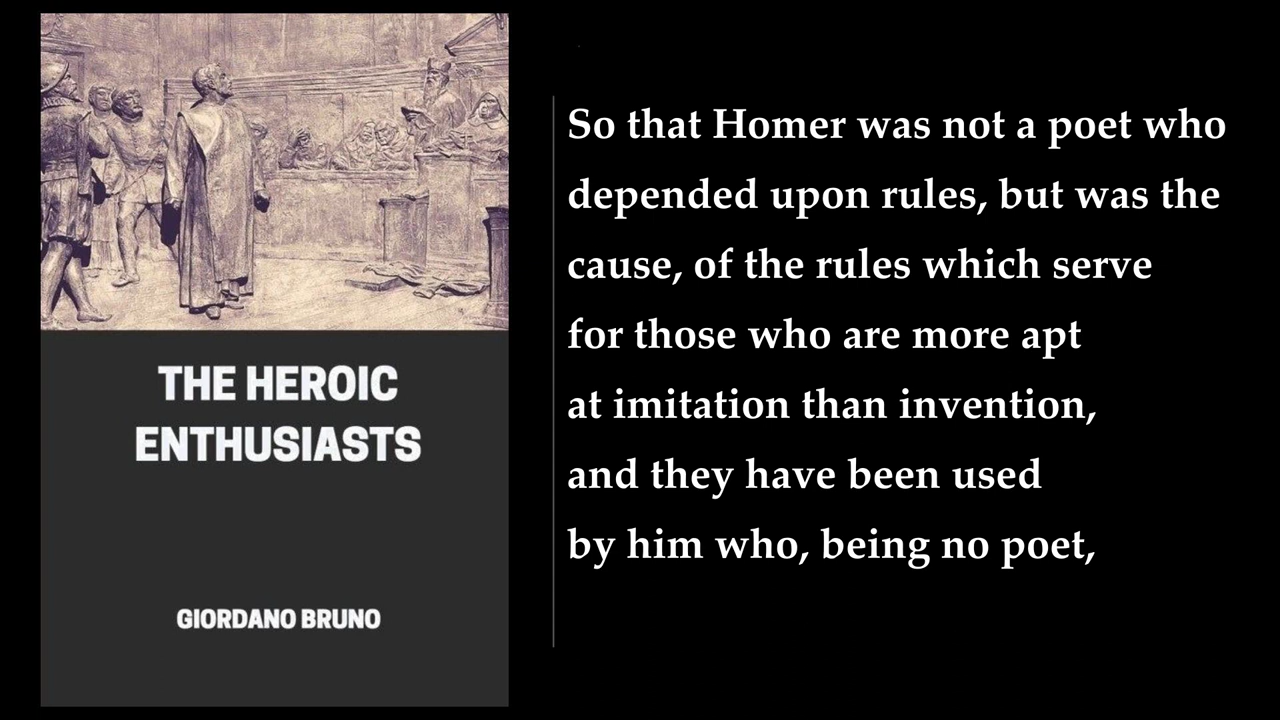 THE HEROIC
ENTHUSIASTS
GIORDANO BRUNO
So that Homer was not a poet who
depended upon rules, but was the
cause, of the rules which serve
for those who are more apt
at imitation than invention,
and they have been used
by him who, being no poet,